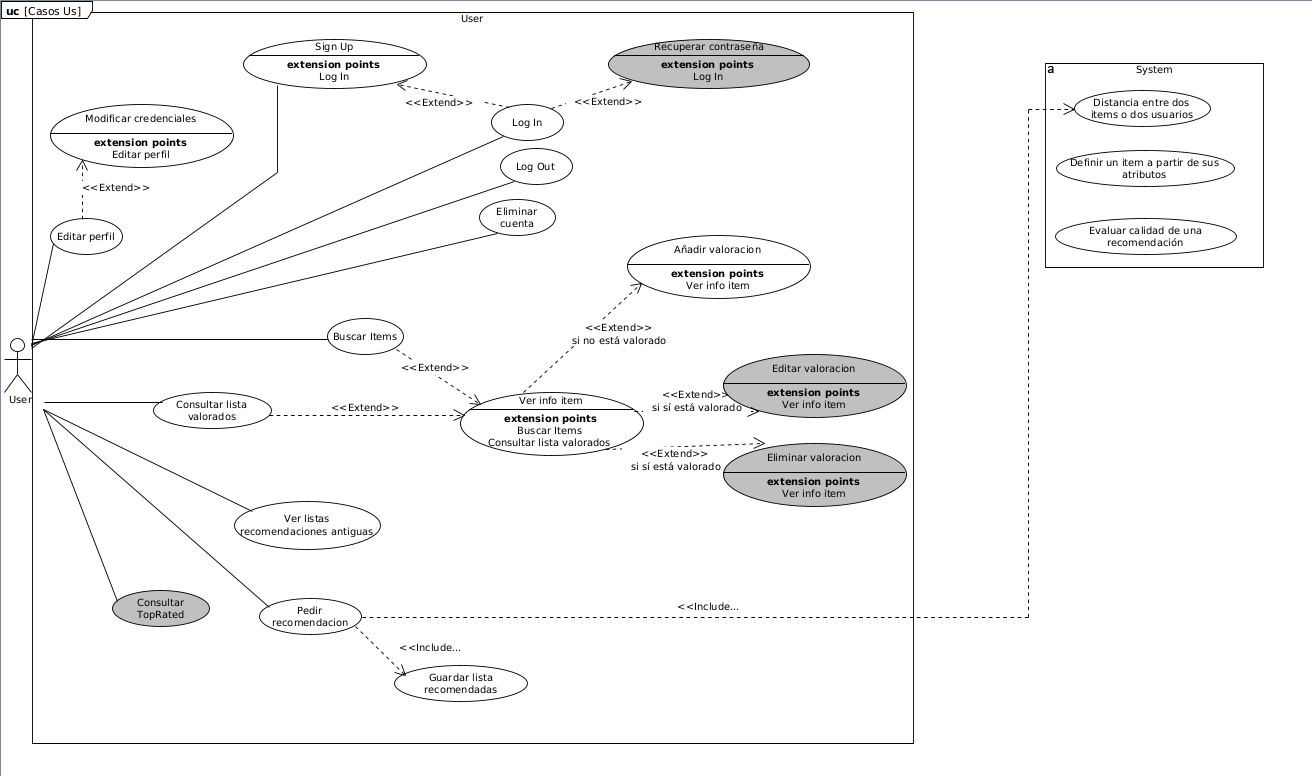 uc [Casos Us]
User
Sign Up
extension points
Log In
Recuperar contraseña
extension points
Log In
a
System
<<Extend>>
<<Extend>>
Distancia entre dos
items o dos usuarios
Modificar credenciales
extension points
Editar perfil
Log In
Log Out
Definir un item a partir de sus
atributos
<<Extend>>
Eliminar
cuenta
Editar perfil
Evaluar calidad de una
recomendación
Añadir valoracion
extension points
Ver info item
<<Extend>>
si no está valorado
Buscar Items
<<Extend>>
User
Editar valoracion
extension points
Ver info item
<<Extend>>
si sí está valorado
Consultar lista
valorados
<<Extend>>
Ver info item
extension points
Buscar Items
Consultar lista valorados
<<Extend>>
si sí está valorado
Eliminar valoracion
extension points
Ver info item
Ver listas
recomendaciones antiguas
Consultar
TopRated
Pedir
recomendacion
<<Include...
<<Include...
Guardar lista
recomendadas